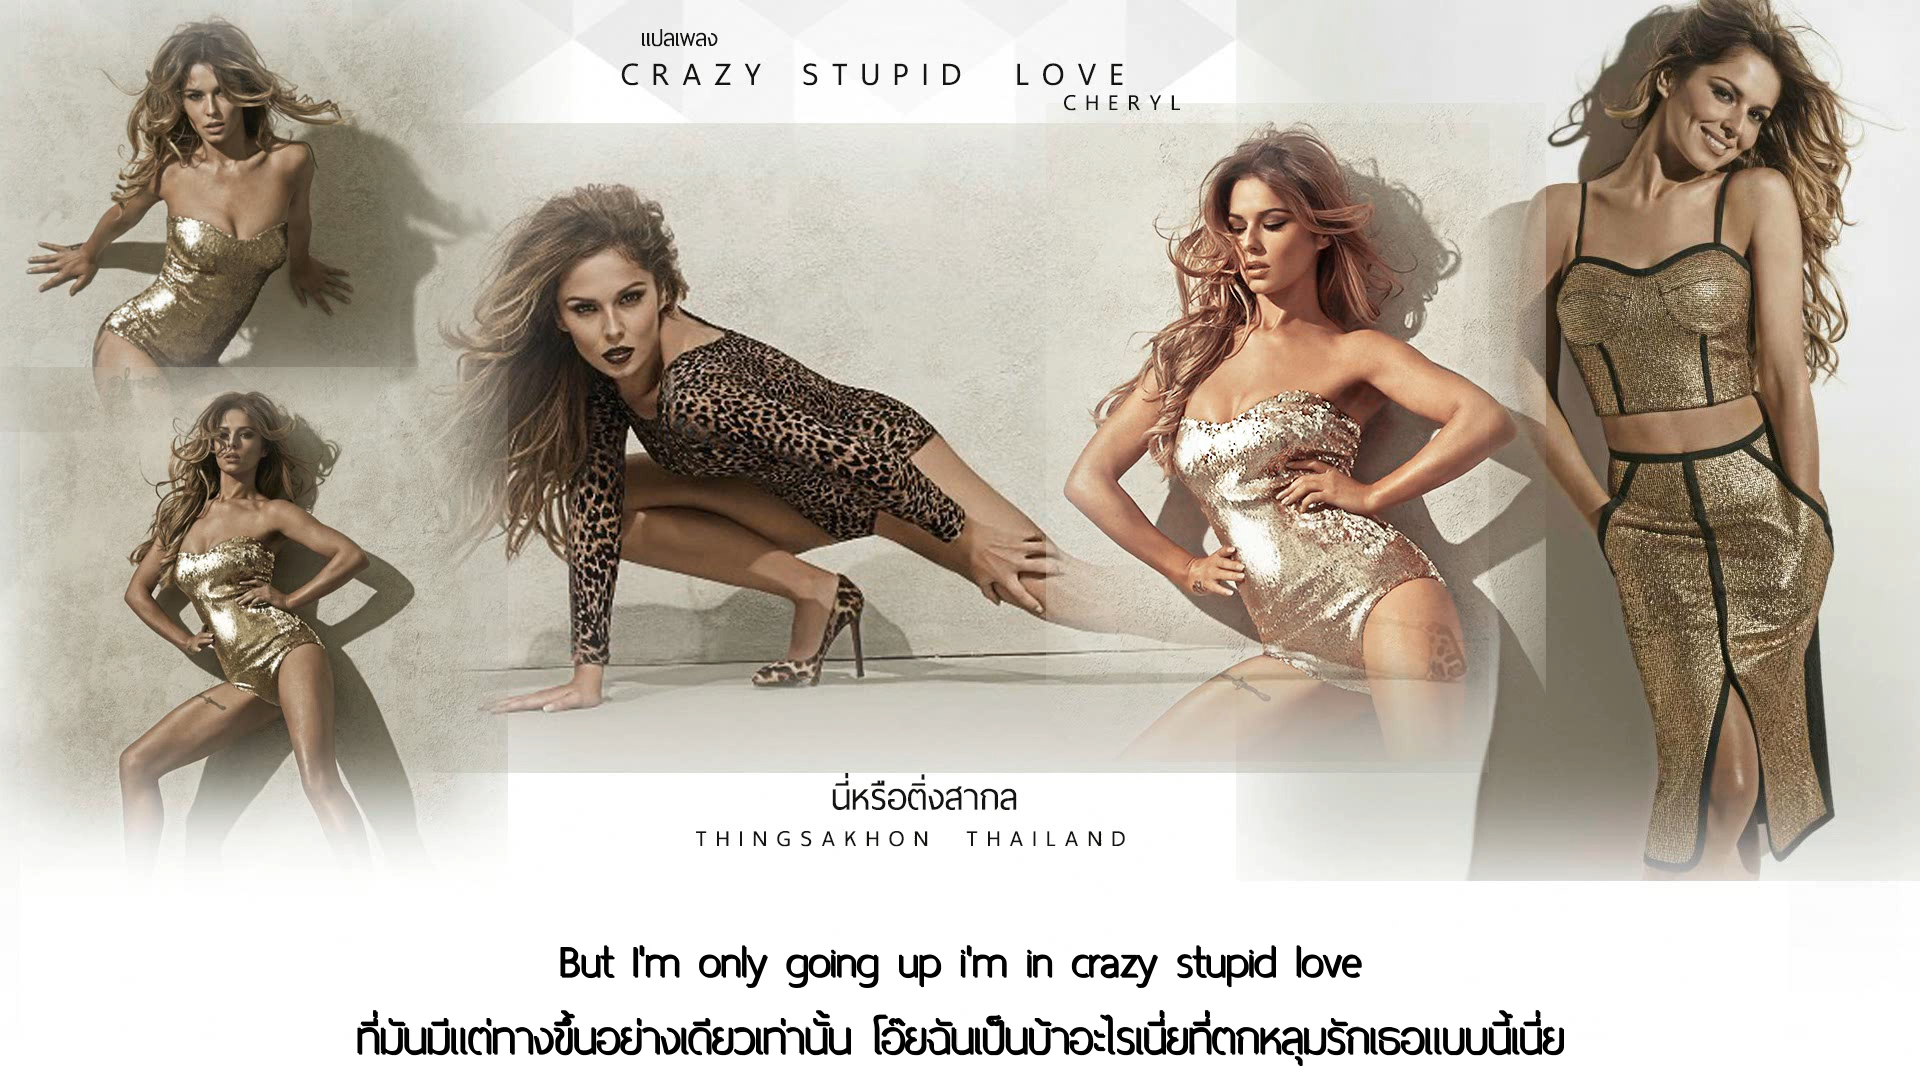 แปลเพลง
CRAZY STUPID LOVE
CHERYL
นี่หรือติ่งสากล
THINGSAKHON THAILAND
But I'm only going up i'm in crazy stupid love
ที่มันมีแต่ทางขึ้นอย่างเดียวเท่านั้น โอ๊ยฉันเป็นบ้าอะไรเนี่ยที่ตกหลุมรักเธอแบบนี้เนี่ย